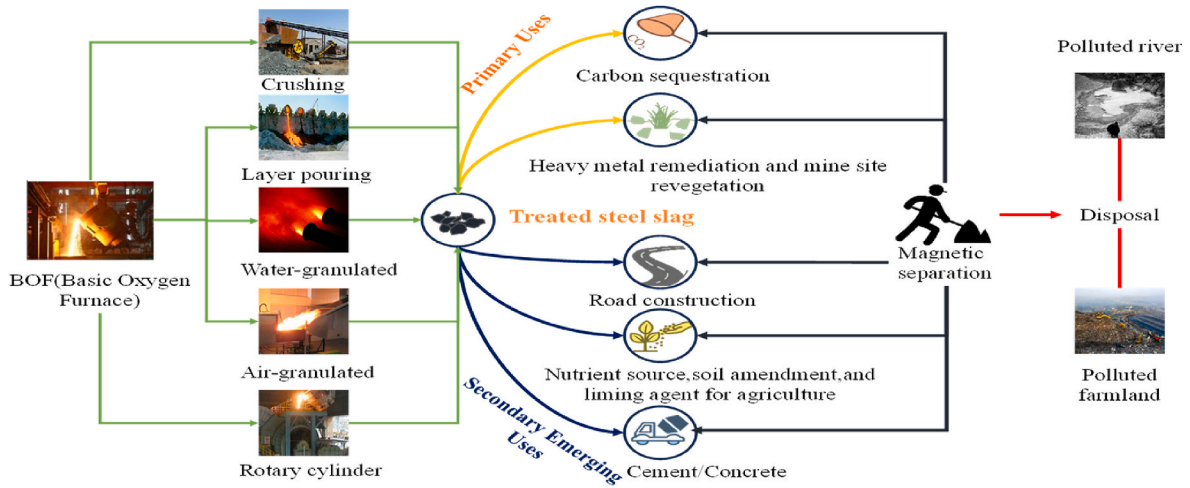 Crushing
Layer pouring
Water-granulated
Air-granulated
Rotary cylinder
BOF(Basic Oxygen
Furnace)
Primary Uses
Treated steel slag
Secondary Emerging
Uses
CO₂
Carbon sequestration
Heavy metal remediation and mine site
revegetation
Road construction
Nutrient source,soil amendment,and
liming agent for agriculture
Cement/Concrete
Magnetic
separation
Polluted river
Disposal
Polluted
farmland